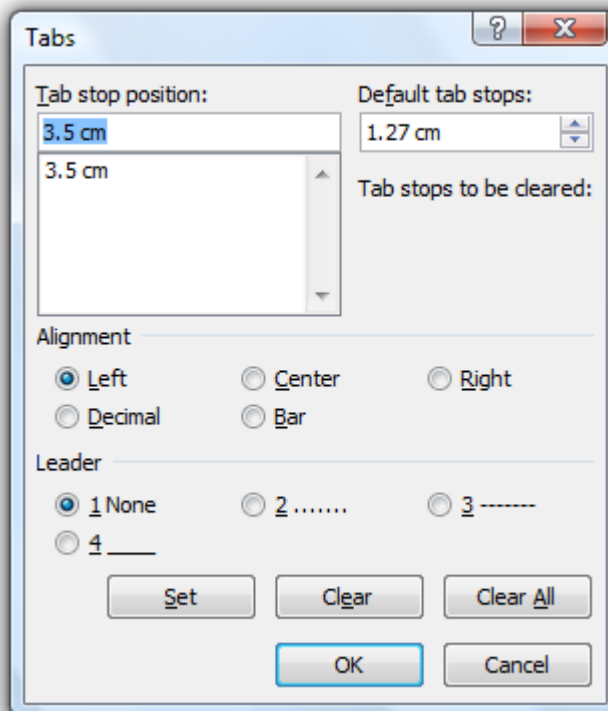 Tabs
Tab stop position: Default tab stops:
3.5 cm 1.27 cm
3.5 cm
Tab stops to be cleared:
Alignment
Left Center Right
Decimal Bar
Leader
1 None 2 ....... 3 -------
4 ____
Set Clear Clear All
OK Cancel